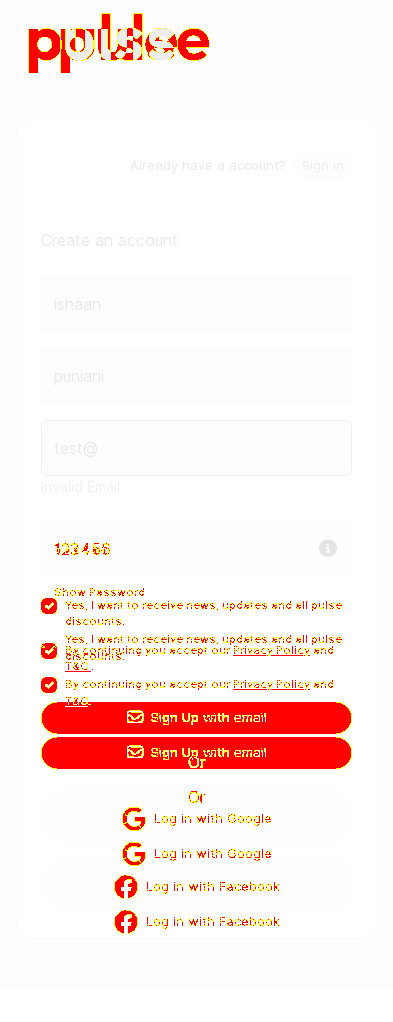 pulse
Already have a account? Sign in
Create an account
ishaan
puniani
test@
Invalid Email
123456
Show Password
Yes, I want to receive news, updates and all pulse
discounts.
Yes, I want to receive news, updates and all pulse
discounts.
By continuing you accept our Privacy Policy and
T&C.
By continuing you accept our Privacy Policy and
T&C.
Sign Up with email
Sign Up with email
Or
Or
Log in with Google
Log in with Google
Log in with Facebook
Log in with Facebook